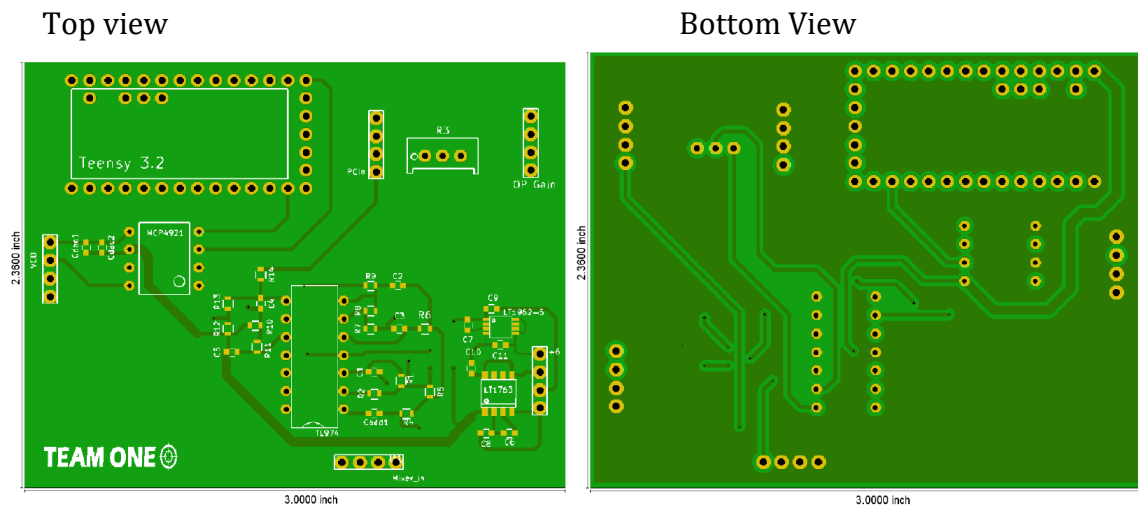 Top view
Bottom View
R3
Teensy 3.2
PCIn
OP Gain
VCO
Cdac1
Cdac2
MCP4921
2.3600 inch
2.3600 inch
R14
R9
C2
R13
C4
C9
R8
LT1962-5
R12
R10
R7
C3
R6
C7
R11
C5
C10
C11
+6
C1
R1
LT1763
R2
R5
Cadd1
R4
TL974
C8
C6
TEAM ONE
Mixer_in
3.0000 inch
3.0000 inch